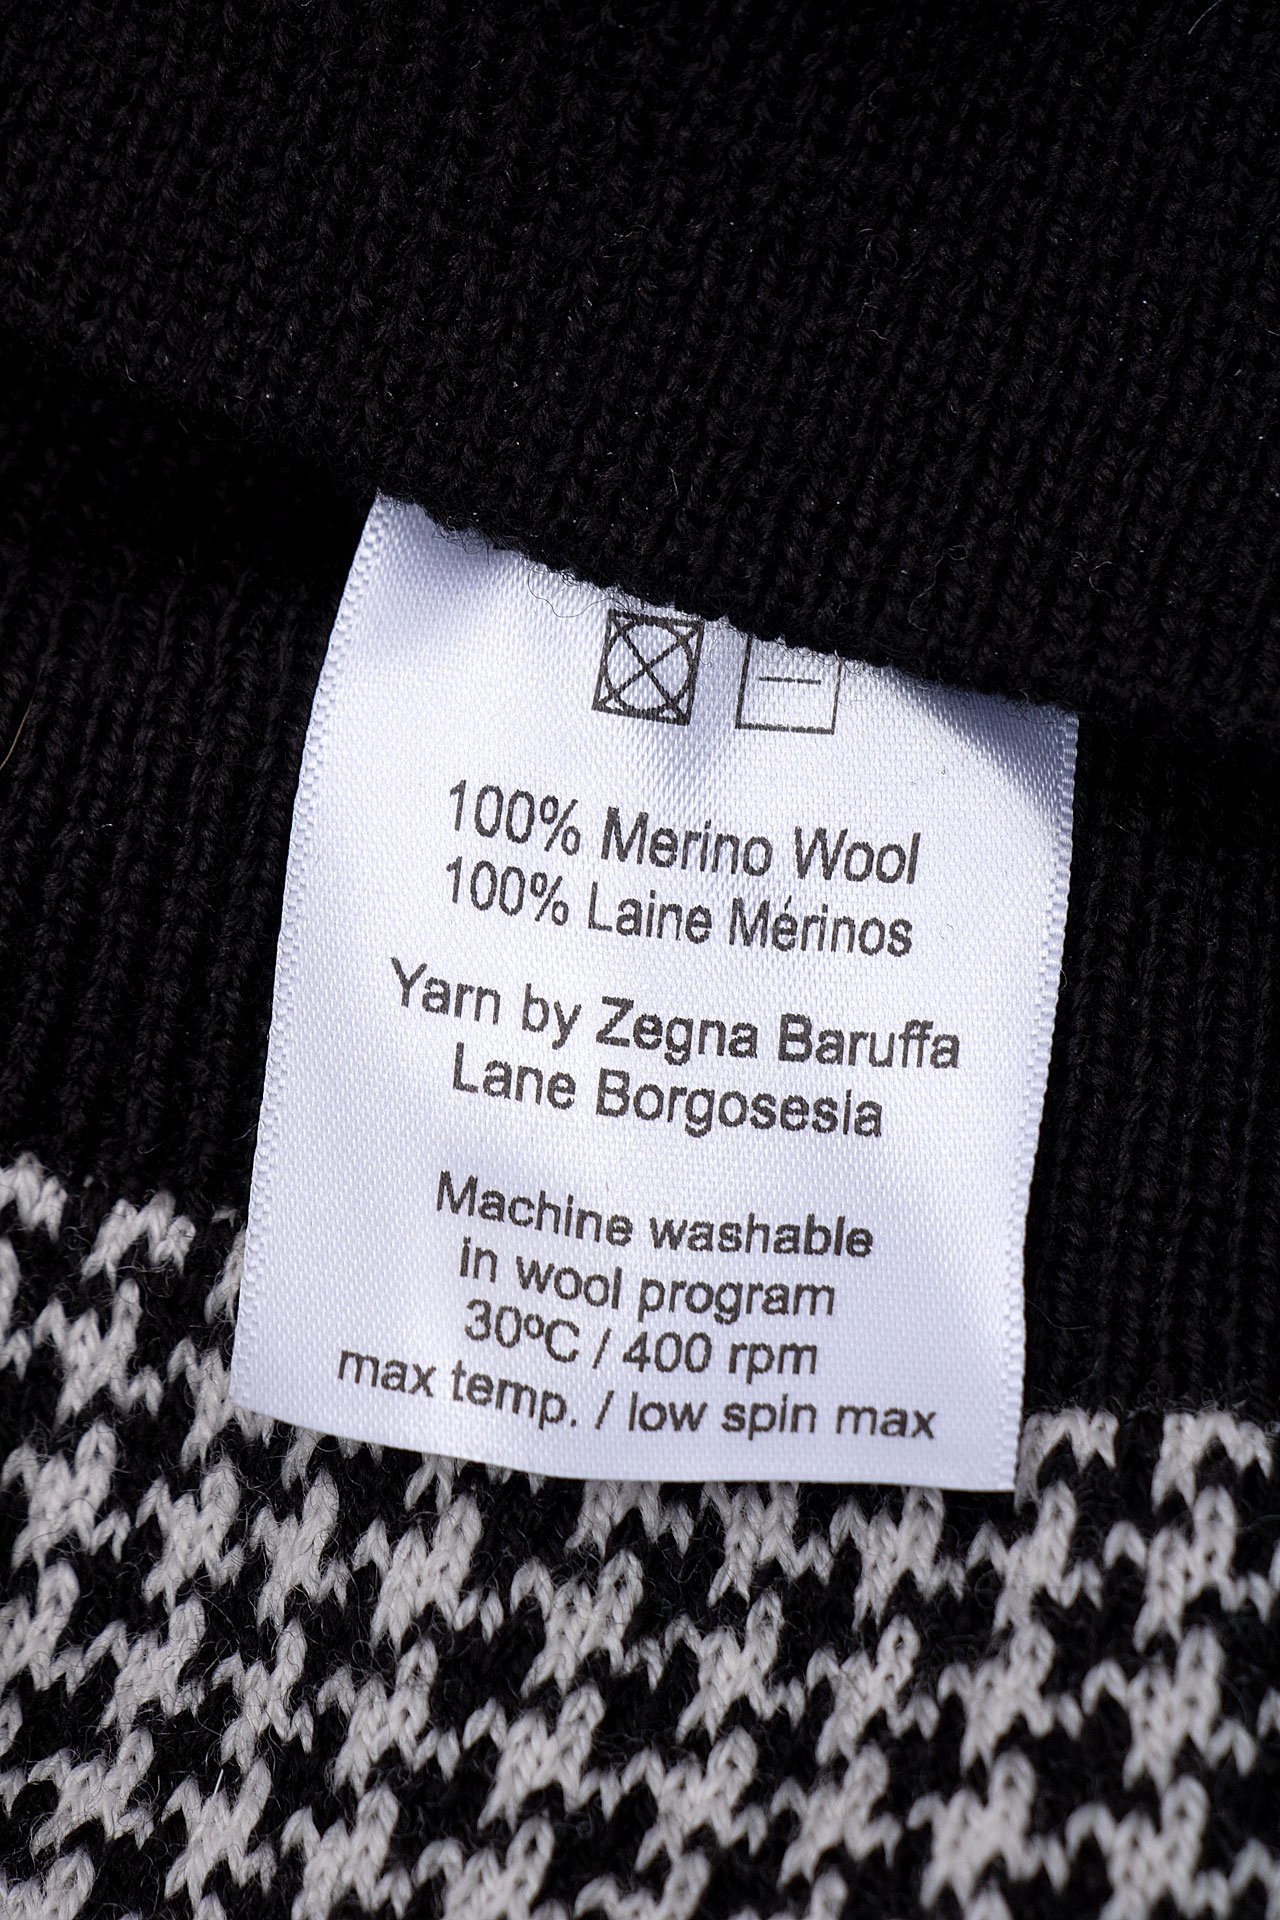 100% Merino Wool
100% Laine Mérinos
Yarn by Zegna Baruffa
Lane Borgosesia
Machine washable
in wool program
30ºC / 400 rpm
max temp. / low spin max